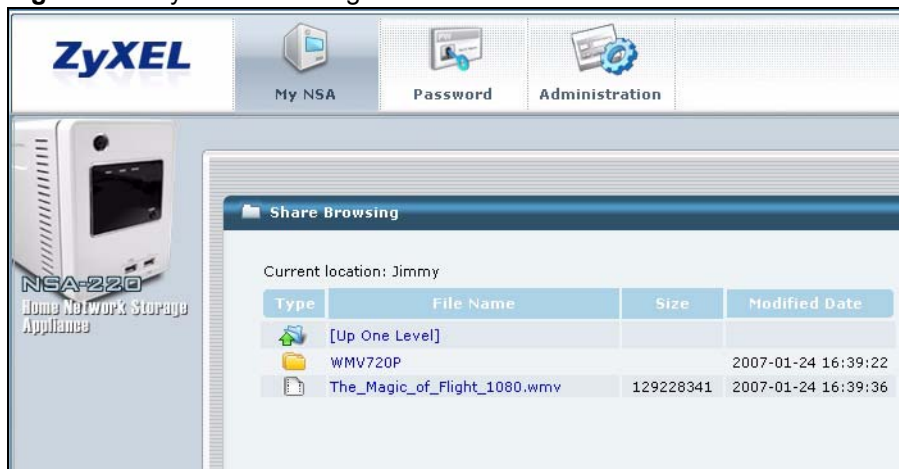 ZyXEL
My NSA
Password
Administration
NSA-220
Home Network Storage
Appliance
Share Browsing
Current location: Jimmy
Type File Name Size Modified Date
[Up One Level]
WMV720P 2007-01-24 16:39:22
The_Magic_of_Flight_1080.wmv 129228341 2007-01-24 16:39:36